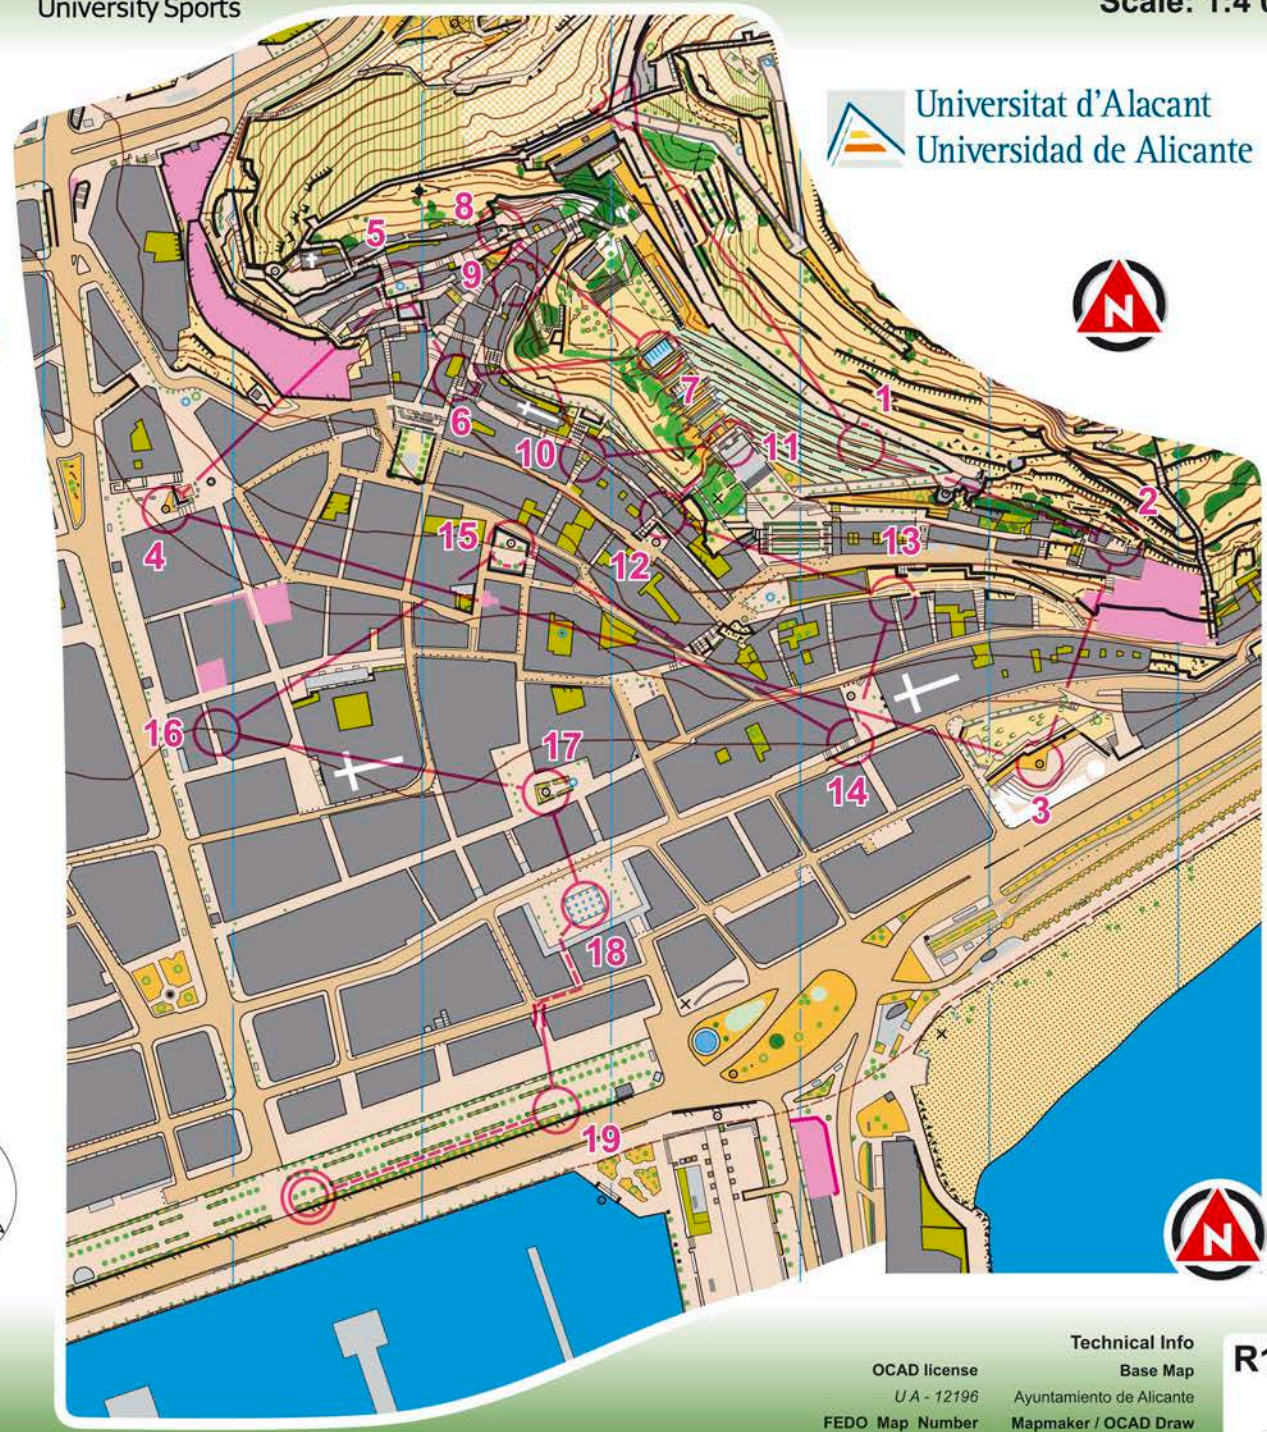 University Sports
Scale: 1:4 0
Universitat d'Alacant
Universidad de Alicante
N
8
5
9
1
7
6
10
11
2
4
15
12
13
16
17
14
3
18
19
N
Technical Info
OCAD license
Base Map
R1
U A - 12196
Ayuntamiento de Alicante
FEDO Map Number
Mapmaker / OCAD Draw